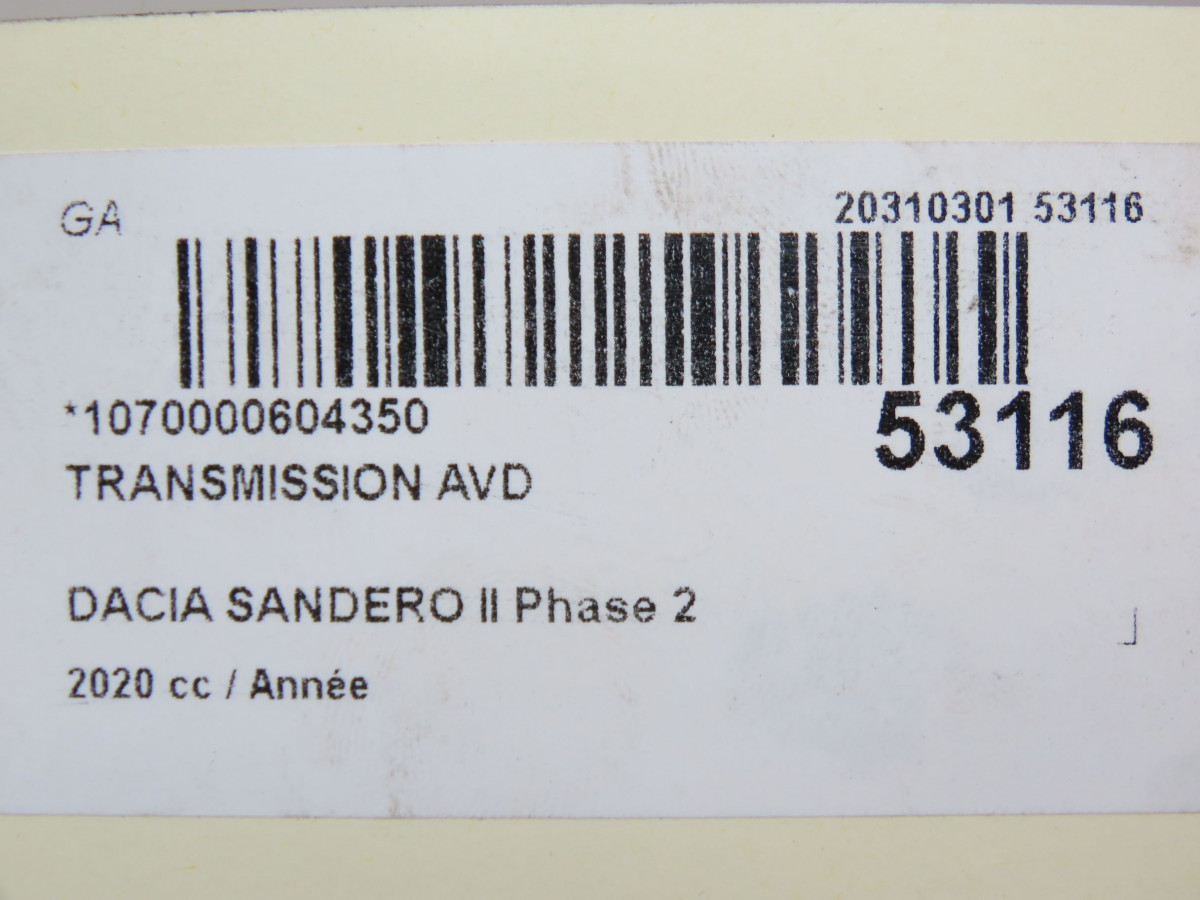 GA
20310301 53116
*1070000604350
53116
TRANSMISSION AVD
DACIA SANDERO II Phase 2
2020 cc / Année